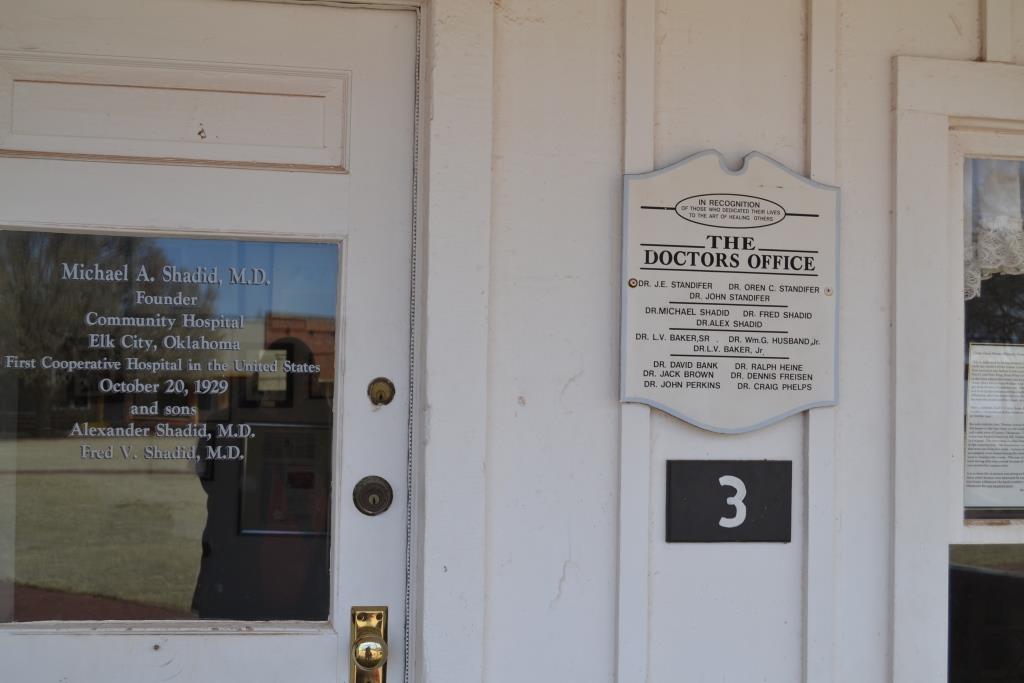 Michael A. Shadid, M.D.
Founder
Community Hospital
Elk City, Oklahoma
First Cooperative Hospital in the United States
October 20, 1929
and sons
Alexander Shadid, M.D.
Fred V. Shadid, M.D.
IN RECOGNITION
OF THOSE WHO DEDICATED THEIR LIVES
TO THE ART OF HEALING OTHERS
THE
DOCTORS OFFICE
DR. J.E. STANDIFER DR. OREN C. STANDIFER
DR. JOHN STANDIFER
DR.MICHAEL SHADID DR. FRED SHADID
DR.ALEX SHADID
DR. L.V. BAKER,SR DR. Wm.G. HUSBAND,Jr.
DR.L.V. BAKER, Jr.
DR. DAVID BANK DR. RALPH HEINE
DR. JACK BROWN DR. DENNIS FREISEN
DR. JOHN PERKINS DR. CRAIG PHELPS
3